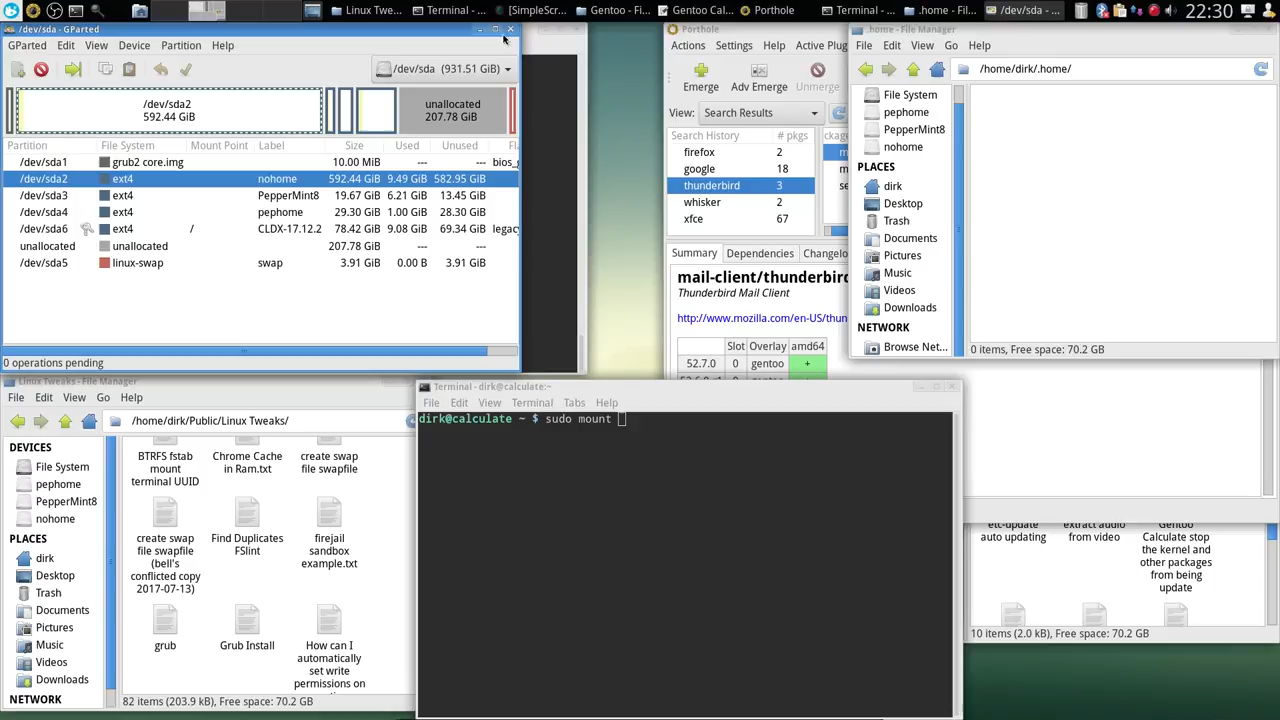 Linux Tweak...
Terminal - ...
[SimpleScr...
Gentoo - Fi...
Gentoo Cal...
Porthole
Terminal - d...
.home - Fil...
/dev/sda - ...
22:30
/dev/sda - GParted
GParted Edit View Device Partition Help
/dev/sda (931.51 GiB)
/dev/sda2
592.44 GiB
unallocated
207.78 GiB
Partition File System Mount Point Label Size Used Unused Fla
/dev/sda1 grub2 core.img 10.00 MiB --- --- bios_g
/dev/sda2 ext4 nohome 592.44 GiB 9.49 GiB 582.95 GiB
/dev/sda3 ext4 PepperMint8 19.67 GiB 6.21 GiB 13.45 GiB
/dev/sda4 ext4 pephome 29.30 GiB 1.00 GiB 28.30 GiB
/dev/sda6 ext4 / CLDX-17.12.2 78.42 GiB 9.08 GiB 69.34 GiB legac
unallocated unallocated 207.78 GiB --- ---
/dev/sda5 linux-swap swap 3.91 GiB 0.00 B 3.91 GiB
0 operations pending
Porthole
Actions Settings Help Active Plug
Emerge Adv Emerge Unmerge
View: Search Results
Search History # pkgs
firefox 2
google 18
thunderbird 3
whisker 2
xfce 67
Summary Dependencies Changelo
mail-client/thunderbird
Thunderbird Mail Client
http://www.mozilla.com/en-US/thun
Slot Overlay amd64
52.7.0 0 gentoo +
.home - File Manager
File Edit View Go Help
/home/dirk/.home/
File System
pephome
PepperMint8
nohome
PLACES
dirk
Desktop
Trash
Documents
Pictures
Music
Videos
Downloads
NETWORK
Browse Net...
0 items, Free space: 70.2 GB
Linux Tweaks - File Manager
File Edit View Go Help
/home/dirk/Public/Linux Tweaks/
DEVICES
File System
pephome
PepperMint8
nohome
PLACES
dirk
Desktop
Trash
Documents
Pictures
Music
Videos
Downloads
NETWORK
BTRFS fstab
mount
terminal UUID
Chrome Cache
in Ram.txt
create swap
file swapfile
create swap
file swapfile
(bell's
conflicted copy
2017-07-13)
Find Duplicates
FSlint
firejail
sandbox
example.txt
grub
Grub Install
How can I
automatically
set write
permissions on
82 items (203.9 kB), Free space: 70.2 GB
Terminal - dirk@calculate:~
File Edit View Terminal Tabs Help
dirk@calculate ~ $ sudo mount
etc-update
auto updating
extract audio
from video
Gentoo
Calculate stop
the kernel and
other packages
from being
update
10 items (2.0 kB), Free space: 70.2 GB